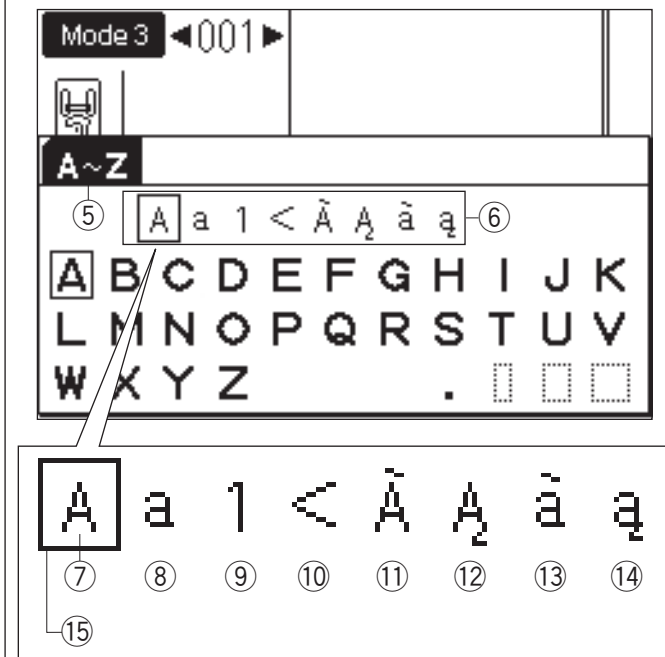 Mode 3 ◀001▶
A~Z
⑤ A a 1 < Ã Ą ã ą ⑥
A B C D E F G H I J K
L M N O P Q R S T U V
W X Y Z .
A a 1 < Ã Ą ã ą
⑦ ⑧ ⑨ ⑩ ⑪ ⑫ ⑬ ⑭
⑮